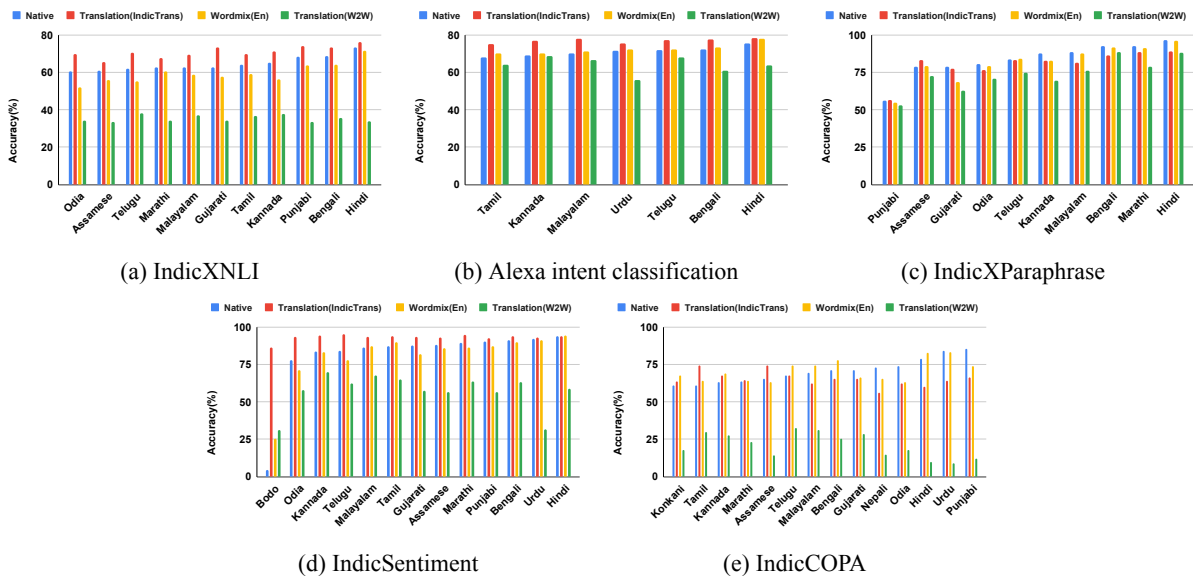 Native Translation(IndicTrans) Wordmix(En) Translation(W2W)
Accuracy(%)
80
60
40
20
0
Odia Assamese Telugu Marathi Malayalam Gujarati Tamil Kannada Punjabi Bengali Hindi
(a) IndicXNLI
Native Translation(IndicTrans) Wordmix(En) Translation(W2W)
Accuracy(%)
80
60
40
20
0
Tamil Kannada Malayalam Urdu Telugu Bengali Hindi
(b) Alexa intent classification
Native Translation(IndicTrans) Wordmix(En) Translation(W2W)
Accuracy(%)
100
75
50
25
0
Punjabi Assamese Gujarati Odia Telugu Kannada Malayalam Bengali Marathi Hindi
(c) IndicXParaphrase
Native Translation(IndicTrans) Wordmix(En) Translation(W2W)
Accuracy(%)
100
75
50
25
0
Bodo Odia Kannada Telugu Malayalam Tamil Gujarati Assamese Marathi Punjabi Bengali Urdu Hindi
(d) IndicSentiment
Native Translation(IndicTrans) Wordmix(En) Translation(W2W)
Accuracy(%)
100
75
50
25
0
Konkani Tamil Kannada Marathi Assamese Telugu Malayalam Bengali Gujarati Nepali Odia Hindi Urdu Punjabi
(e) IndicCOPA